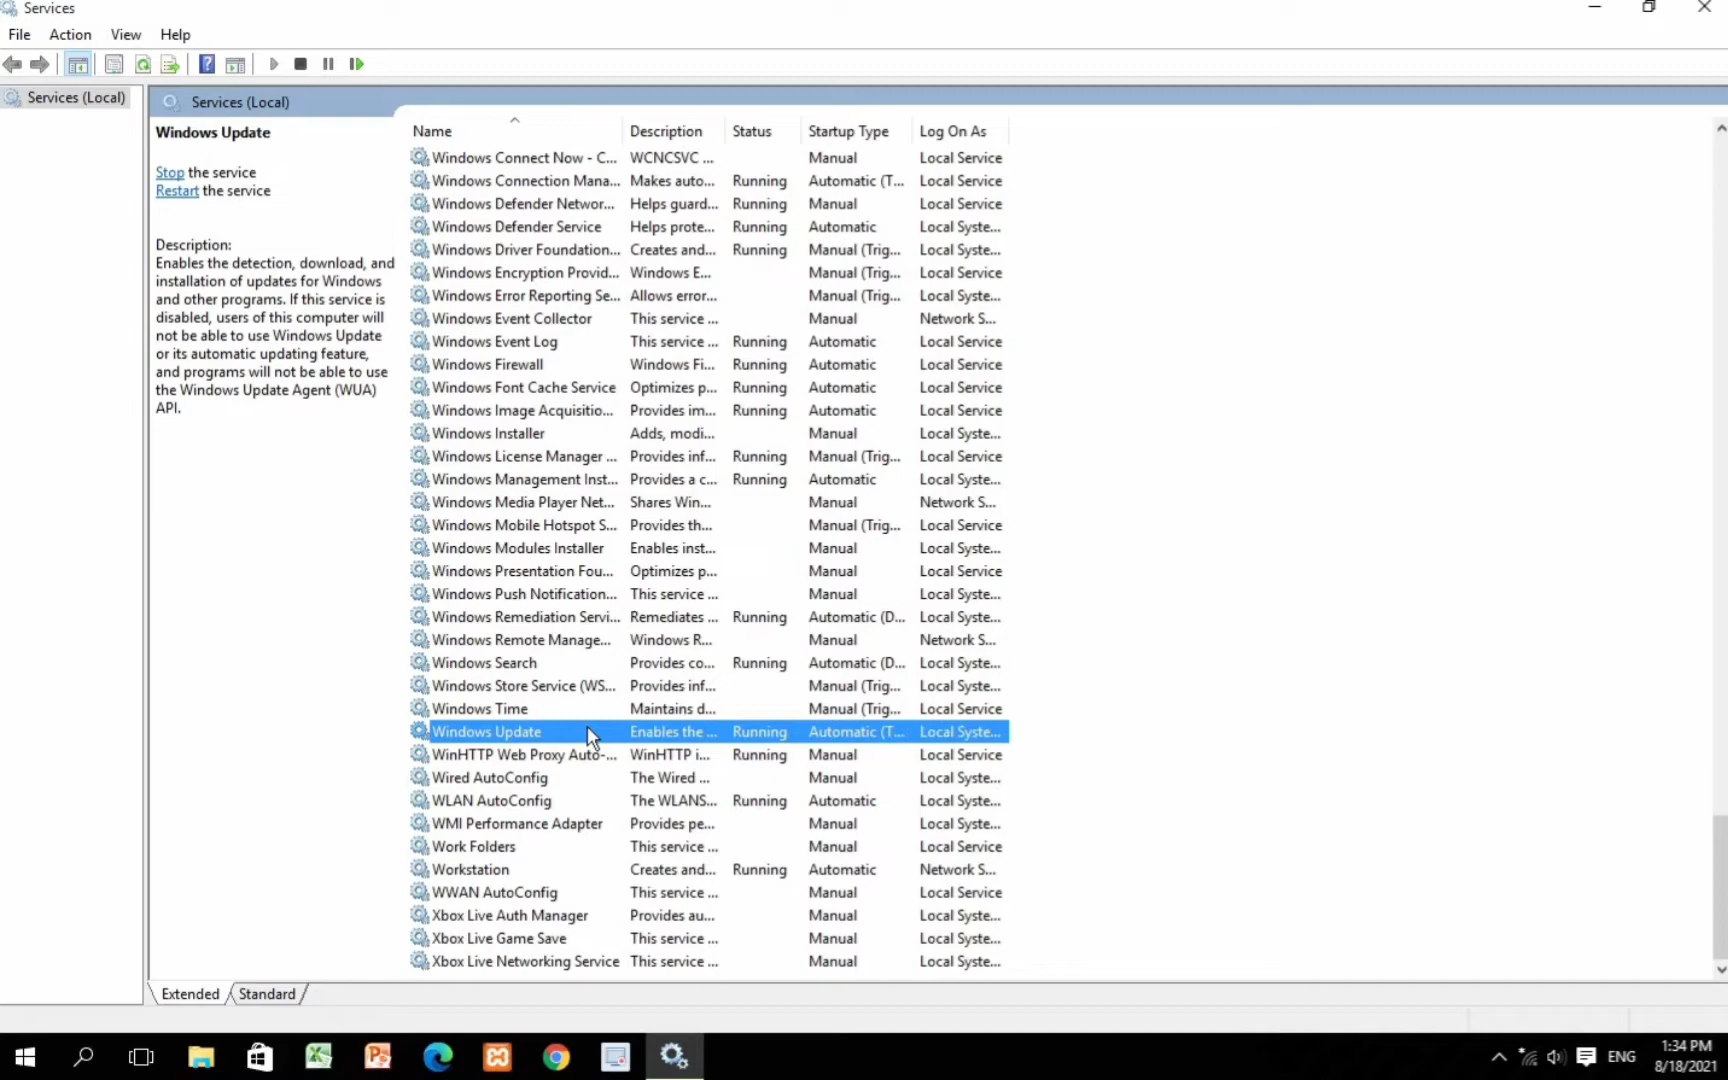 Services
File Action View Help
Services (Local)
Services (Local)
Windows Update
Stop the service
Restart the service
Description:
Enables the detection, download, and
installation of updates for Windows
and other programs. If this service is
disabled, users of this computer will
not be able to use Windows Update
or its automatic updating feature,
and programs will not be able to use
the Windows Update Agent (WUA)
API.
Name Description Status Startup Type Log On As
Windows Connect Now - C... WCNCSVC ... Manual Local Service
Windows Connection Mana... Makes auto... Running Automatic (T... Local Service
Windows Defender Networ... Helps guard... Running Manual Local Service
Windows Defender Service Helps prote... Running Automatic Local Syste...
Windows Driver Foundation... Creates and... Running Manual (Trig... Local Syste...
Windows Encryption Provid... Windows E... Manual (Trig... Local Service
Windows Error Reporting Se... Allows error... Manual (Trig... Local Syste...
Windows Event Collector This service ... Manual Network S...
Windows Event Log This service ... Running Automatic Local Service
Windows Firewall Windows Fi... Running Automatic Local Service
Windows Font Cache Service Optimizes p... Running Automatic Local Service
Windows Image Acquisitio... Provides im... Running Automatic Local Service
Windows Installer Adds, modi... Manual Local Syste...
Windows License Manager ... Provides inf... Running Manual (Trig... Local Service
Windows Management Inst... Provides a c... Running Automatic Local Syste...
Windows Media Player Net... Shares Win... Manual Network S...
Windows Mobile Hotspot S... Provides th... Manual (Trig... Local Service
Windows Modules Installer Enables inst... Manual Local Syste...
Windows Presentation Fou... Optimizes p... Manual Local Service
Windows Push Notification... This service ... Manual Local Syste...
Windows Remediation Servi... Remediates ... Running Automatic (D... Local Syste...
Windows Remote Manage... Windows R... Manual Network S...
Windows Search Provides co... Running Automatic (D... Local Syste...
Windows Store Service (WS... Provides inf... Manual (Trig... Local Syste...
Windows Time Maintains d... Manual (Trig... Local Service
Windows Update Enables the ... Running Automatic (T... Local Syste...
WinHTTP Web Proxy Auto-... WinHTTP i... Running Manual Local Service
Wired AutoConfig The Wired ... Manual Local Syste...
WLAN AutoConfig The WLANS... Running Automatic Local Syste...
WMI Performance Adapter Provides pe... Manual Local Syste...
Work Folders This service ... Manual Local Service
Workstation Creates and... Running Automatic Network S...
WWAN AutoConfig This service ... Manual Local Service
Xbox Live Auth Manager Provides au... Manual Local Syste...
Xbox Live Game Save This service ... Manual Local Syste...
Xbox Live Networking Service This service ... Manual Local Syste...
Extended Standard
ENG
1:34 PM
8/18/2021